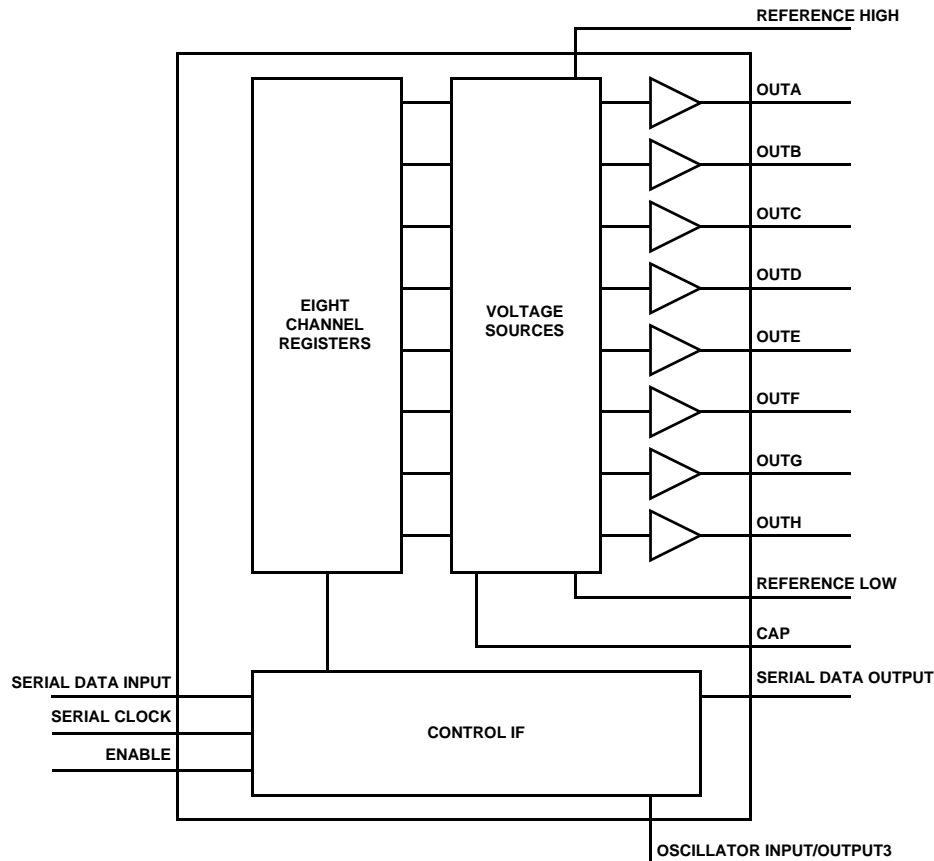 REFERENCE HIGH
OUTA
OUTB
OUTC
OUTD
EIGHT
CHANNEL
REGISTERS
VOLTAGE
SOURCES
OUTE
OUTF
OUTG
OUTH
REFERENCE LOW
CAP
SERIAL DATA INPUT
SERIAL DATA OUTPUT
SERIAL CLOCK
CONTROL IF
ENABLE
OSCILLATOR INPUT/OUTPUT3